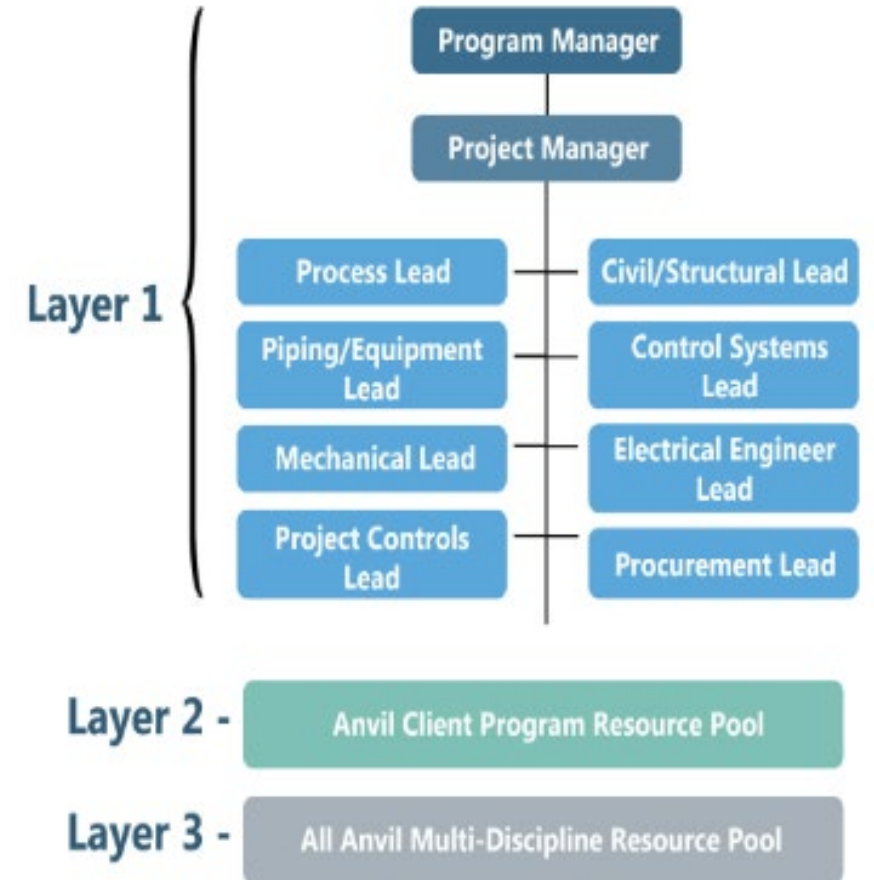 Program Manager
Project Manager
Layer 1
Process Lead
Civil/Structural Lead
Piping/Equipment
Lead
Control Systems
Lead
Mechanical Lead
Electrical Engineer
Lead
Project Controls
Lead
Procurement Lead
Layer 2 -
Anvil Client Program Resource Pool
Layer 3 -
All Anvil Multi-Discipline Resource Pool